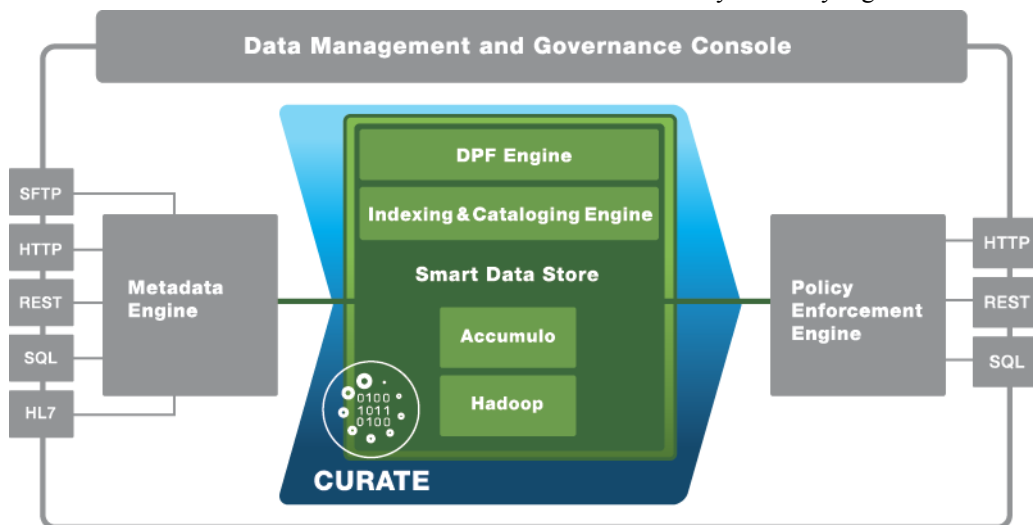 Data Management and Governance Console
DPF Engine
Indexing & Cataloging Engine
Smart Data Store
Accumulo
Hadoop
SFTP
HTTP
REST
SQL
HL7
Metadata
Engine
Policy
Enforcement
Engine
HTTP
REST
SQL
0100
1011
0100
CURATE